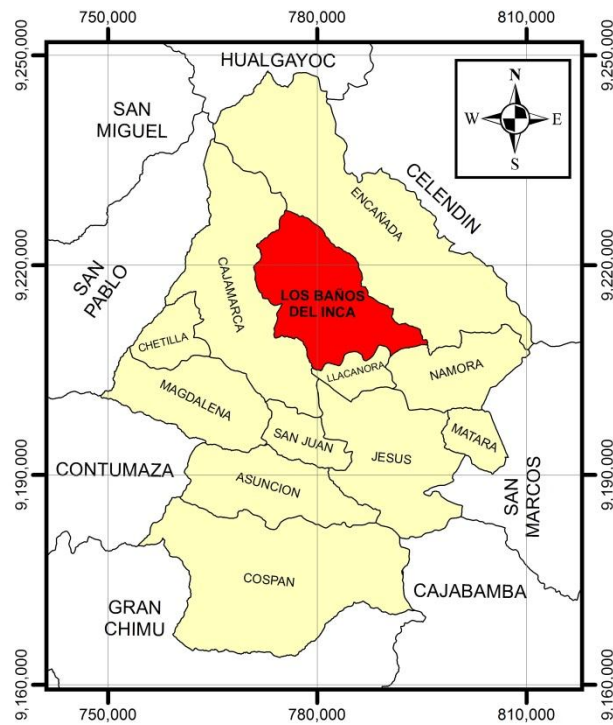 750,000 780,000 810,000
9,250,000
9,250,000
HUALGAYOC
N
W E
S
SAN
MIGUEL
CELENDIN
ENCAÑADA
9,220,000
9,220,000
SAN
PABLO
CAJAMARCA
LOS BAÑOS
DEL INCA
CHETILLA
LLACANORA
NAMORA
MAGDALENA
SAN JUAN
MATARA
JESUS
CONTUMAZA
9,190,000
9,190,000
ASUNCION
SAN
MARCOS
COSPAN
CAJABAMBA
GRAN
CHIMU
9,160,000
9,160,000
750,000 780,000 810,000